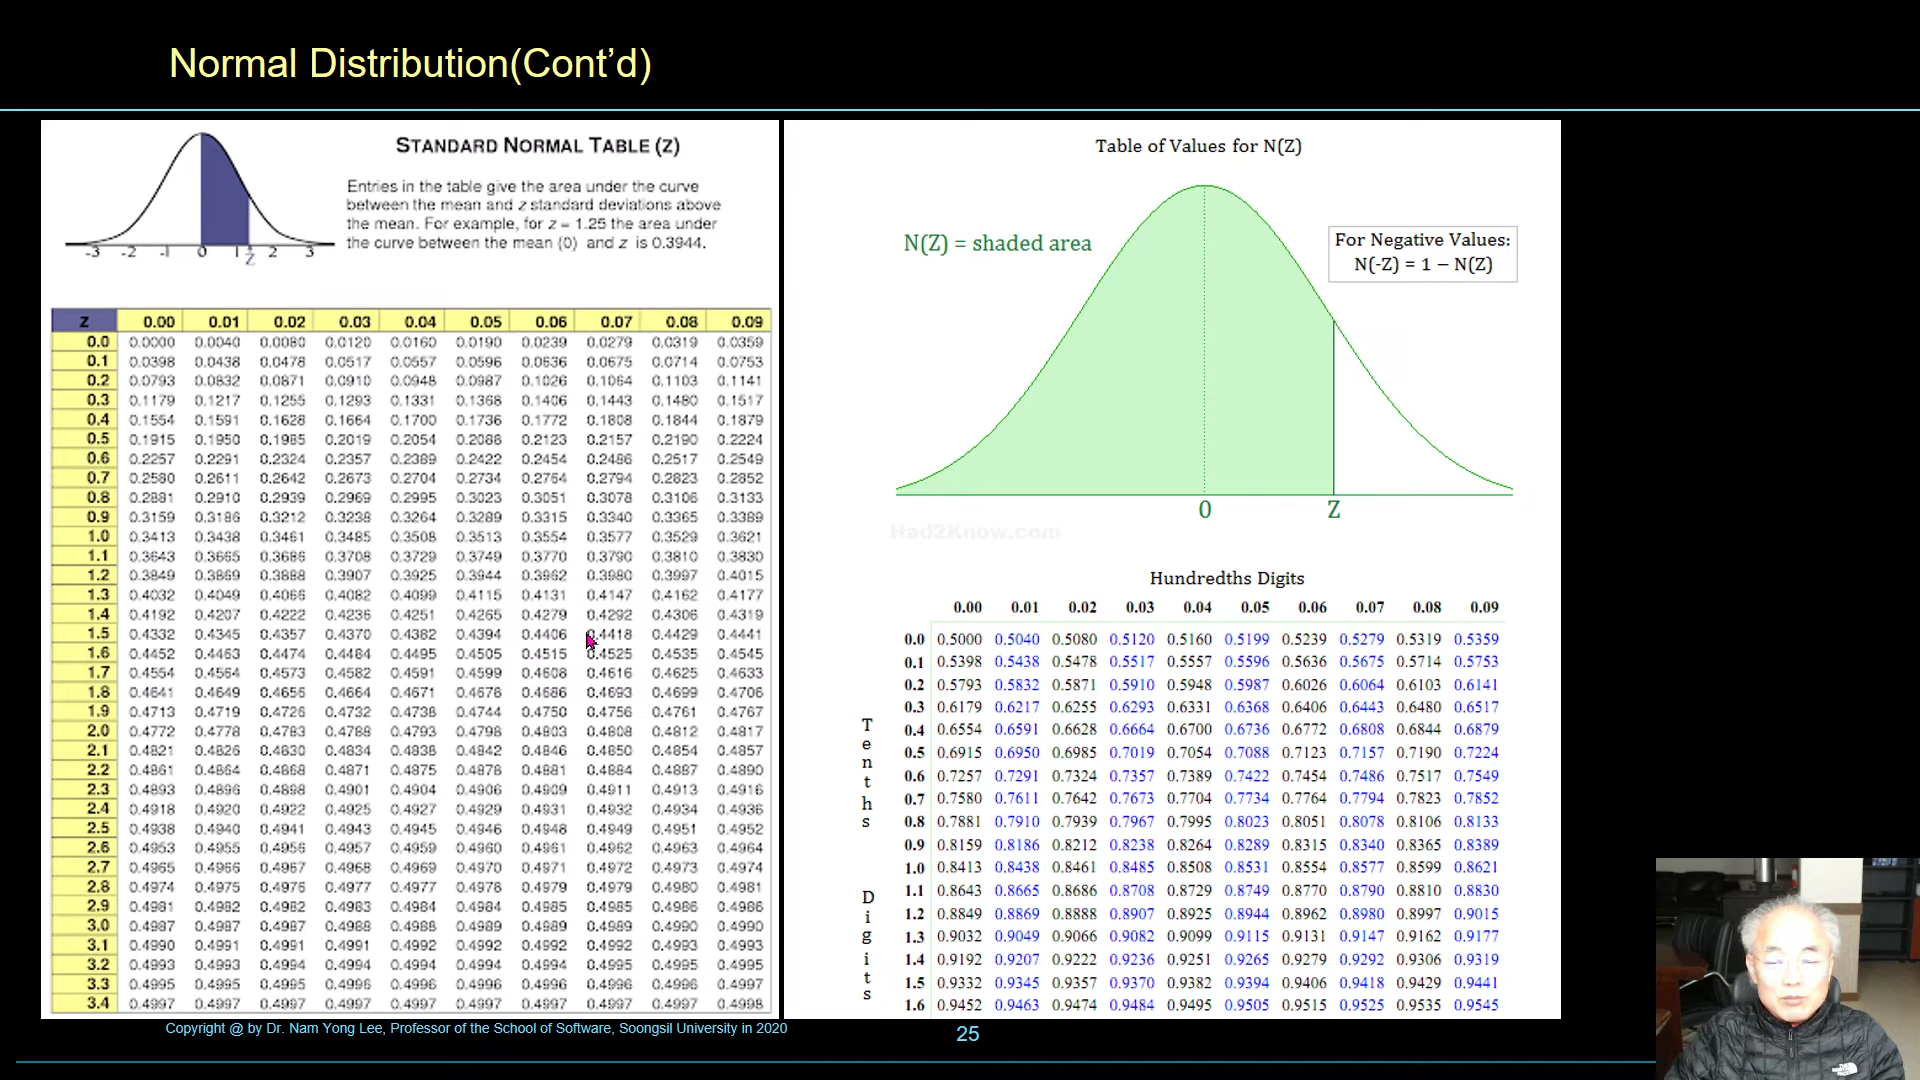 Normal Distribution(Cont'd)
STANDARD NORMAL TABLE (Z)
Entries in the table give the area under the curve
between the mean and z standard deviations above
the mean. For example, for z = 1.25 the area under
the curve between the mean (0) and z is 0.3944.
-3 -2 -1 0 1 Z 2 3
Z 0.00 0.01 0.02 0.03 0.04 0.05 0.06 0.07 0.08 0.09
0.0 0.0000 0.0040 0.0080 0.0120 0.0160 0.0190 0.0239 0.0279 0.0319 0.0359
0.1 0.0398 0.0438 0.0478 0.0517 0.0557 0.0596 0.0636 0.0675 0.0714 0.0753
0.2 0.0793 0.0832 0.0871 0.0910 0.0948 0.0987 0.1026 0.1064 0.1103 0.1141
0.3 0.1179 0.1217 0.1255 0.1293 0.1331 0.1368 0.1406 0.1443 0.1480 0.1517
0.4 0.1554 0.1591 0.1628 0.1664 0.1700 0.1736 0.1772 0.1808 0.1844 0.1879
0.5 0.1915 0.1950 0.1985 0.2019 0.2054 0.2088 0.2123 0.2157 0.2190 0.2224
0.6 0.2257 0.2291 0.2324 0.2357 0.2389 0.2422 0.2454 0.2486 0.2517 0.2549
0.7 0.2580 0.2611 0.2642 0.2673 0.2704 0.2734 0.2764 0.2794 0.2823 0.2852
0.8 0.2881 0.2910 0.2939 0.2969 0.2995 0.3023 0.3051 0.3078 0.3106 0.3133
0.9 0.3159 0.3186 0.3212 0.3238 0.3264 0.3289 0.3315 0.3340 0.3365 0.3389
1.0 0.3413 0.3438 0.3461 0.3485 0.3508 0.3513 0.3554 0.3577 0.3529 0.3621
1.1 0.3643 0.3665 0.3686 0.3708 0.3729 0.3749 0.3770 0.3790 0.3810 0.3830
1.2 0.3849 0.3869 0.3888 0.3907 0.3925 0.3944 0.3962 0.3980 0.3997 0.4015
1.3 0.4032 0.4049 0.4066 0.4082 0.4099 0.4115 0.4131 0.4147 0.4162 0.4177
1.4 0.4192 0.4207 0.4222 0.4236 0.4251 0.4265 0.4279 0.4292 0.4306 0.4319
1.5 0.4332 0.4345 0.4357 0.4370 0.4382 0.4394 0.4406 0.4418 0.4429 0.4441
1.6 0.4452 0.4463 0.4474 0.4484 0.4495 0.4505 0.4515 0.4525 0.4535 0.4545
1.7 0.4554 0.4564 0.4573 0.4582 0.4591 0.4599 0.4608 0.4616 0.4625 0.4633
1.8 0.4641 0.4649 0.4656 0.4664 0.4671 0.4678 0.4686 0.4693 0.4699 0.4706
1.9 0.4713 0.4719 0.4726 0.4732 0.4738 0.4744 0.4750 0.4756 0.4761 0.4767
2.0 0.4772 0.4778 0.4783 0.4788 0.4793 0.4798 0.4803 0.4808 0.4812 0.4817
2.1 0.4821 0.4826 0.4830 0.4834 0.4838 0.4842 0.4846 0.4850 0.4854 0.4857
2.2 0.4861 0.4864 0.4868 0.4871 0.4875 0.4878 0.4881 0.4884 0.4887 0.4890
2.3 0.4893 0.4896 0.4898 0.4901 0.4904 0.4906 0.4909 0.4911 0.4913 0.4916
2.4 0.4918 0.4920 0.4922 0.4925 0.4927 0.4929 0.4931 0.4932 0.4934 0.4936
2.5 0.4938 0.4940 0.4941 0.4943 0.4945 0.4946 0.4948 0.4949 0.4951 0.4952
2.6 0.4953 0.4955 0.4956 0.4957 0.4959 0.4960 0.4961 0.4962 0.4963 0.4964
2.7 0.4965 0.4966 0.4967 0.4968 0.4969 0.4970 0.4971 0.4972 0.4973 0.4974
2.8 0.4974 0.4975 0.4976 0.4977 0.4977 0.4978 0.4979 0.4979 0.4980 0.4981
2.9 0.4981 0.4982 0.4982 0.4983 0.4984 0.4984 0.4985 0.4985 0.4986 0.4986
3.0 0.4987 0.4987 0.4987 0.4988 0.4988 0.4989 0.4989 0.4989 0.4990 0.4990
3.1 0.4990 0.4991 0.4991 0.4991 0.4992 0.4992 0.4992 0.4992 0.4993 0.4993
3.2 0.4993 0.4993 0.4994 0.4994 0.4994 0.4994 0.4994 0.4995 0.4995 0.4995
3.3 0.4995 0.4995 0.4995 0.4996 0.4996 0.4996 0.4996 0.4996 0.4996 0.4997
3.4 0.4997 0.4997 0.4997 0.4997 0.4997 0.4997 0.4997 0.4997 0.4997 0.4998
Table of Values for N(Z)
N(Z) = shaded area
For Negative Values:
N(-Z) = 1 – N(Z)
0 Z
Had2Know.com
Hundredths Digits
Tenths Digits
0.00 0.01 0.02 0.03 0.04 0.05 0.06 0.07 0.08 0.09
0.0 0.5000 0.5040 0.5080 0.5120 0.5160 0.5199 0.5239 0.5279 0.5319 0.5359
0.1 0.5398 0.5438 0.5478 0.5517 0.5557 0.5596 0.5636 0.5675 0.5714 0.5753
0.2 0.5793 0.5832 0.5871 0.5910 0.5948 0.5987 0.6026 0.6064 0.6103 0.6141
0.3 0.6179 0.6217 0.6255 0.6293 0.6331 0.6368 0.6406 0.6443 0.6480 0.6517
0.4 0.6554 0.6591 0.6628 0.6664 0.6700 0.6736 0.6772 0.6808 0.6844 0.6879
0.5 0.6915 0.6950 0.6985 0.7019 0.7054 0.7088 0.7123 0.7157 0.7190 0.7224
0.6 0.7257 0.7291 0.7324 0.7357 0.7389 0.7422 0.7454 0.7486 0.7517 0.7549
0.7 0.7580 0.7611 0.7642 0.7673 0.7704 0.7734 0.7764 0.7794 0.7823 0.7852
0.8 0.7881 0.7910 0.7939 0.7967 0.7995 0.8023 0.8051 0.8078 0.8106 0.8133
0.9 0.8159 0.8186 0.8212 0.8238 0.8264 0.8289 0.8315 0.8340 0.8365 0.8389
1.0 0.8413 0.8438 0.8461 0.8485 0.8508 0.8531 0.8554 0.8577 0.8599 0.8621
1.1 0.8643 0.8665 0.8686 0.8708 0.8729 0.8749 0.8770 0.8790 0.8810 0.8830
1.2 0.8849 0.8869 0.8888 0.8907 0.8925 0.8944 0.8962 0.8980 0.8997 0.9015
1.3 0.9032 0.9049 0.9066 0.9082 0.9099 0.9115 0.9131 0.9147 0.9162 0.9177
1.4 0.9192 0.9207 0.9222 0.9236 0.9251 0.9265 0.9279 0.9292 0.9306 0.9319
1.5 0.9332 0.9345 0.9357 0.9370 0.9382 0.9394 0.9406 0.9418 0.9429 0.9441
1.6 0.9452 0.9463 0.9474 0.9484 0.9495 0.9505 0.9515 0.9525 0.9535 0.9545
Copyright @ by Dr. Nam Yong Lee, Professor of the School of Software, Soongsil University in 2020
25